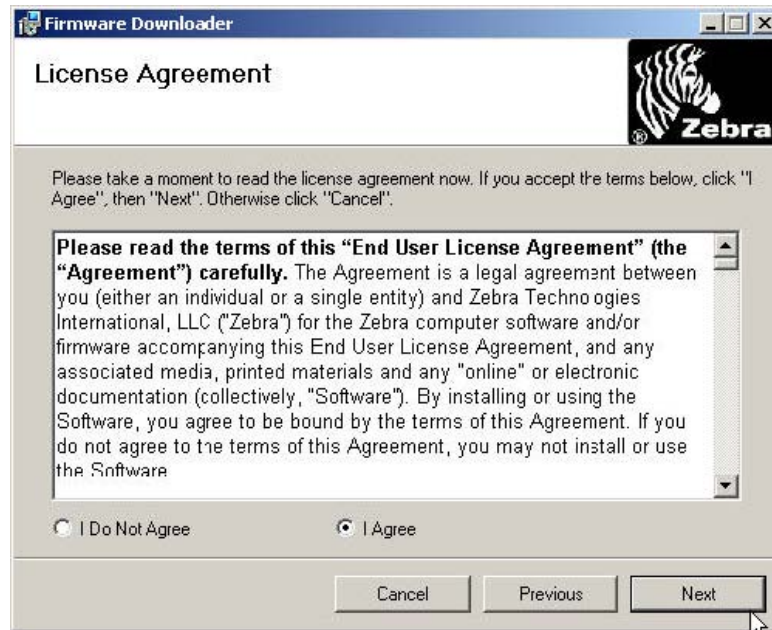 Firmware Downloader
License Agreement
® Zebra
Please take a moment to read the license agreement now. If you accept the terms below, click "I
Agree", then "Next". Otherwise click "Cancel".
Please read the terms of this “End User License Agreement” (the
“Agreement”) carefully. The Agreement is a legal agreement between
you (either an individual or a single entity) and Zebra Technologies
International, LLC ("Zebra") for the Zebra computer software and/or
firmware accompanying this End User License Agreement, and any
associated media, printed materials and any "online" or electronic
documentation (collectively, "Software"). By installing or using the
Software, you agree to be bound by the terms of this Agreement. If you
do not agree to the terms of this Agreement, you may not install or use
the Software
I Do Not Agree
I Agree
Cancel
Previous
Next